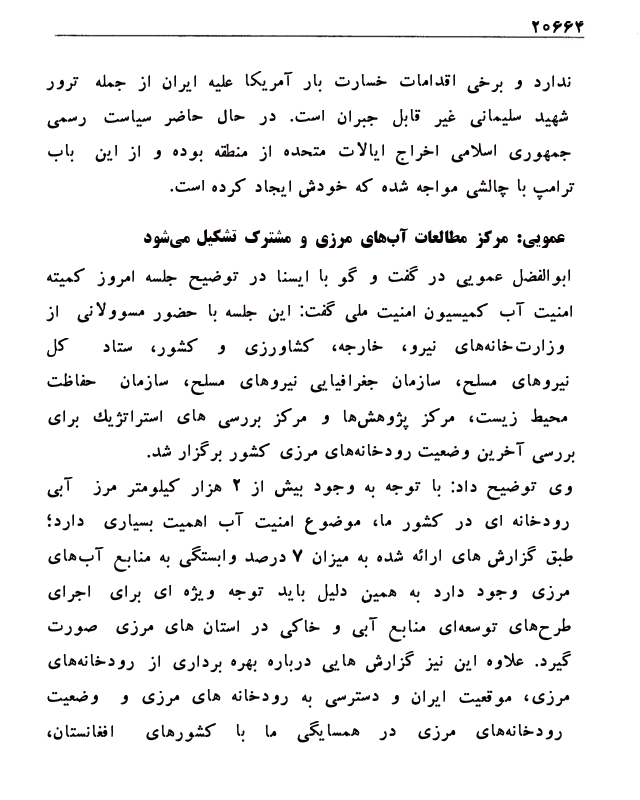 ۲۰۶۶۴
ندارد و برخی اقدامات خسارت بار آمریکا علیه ایران از جمله ترور
شهید سلیمانی غیر قابل جبران است. در حال حاضر سیاست رسمی
جمهوری اسلامی اخراج ایالات متحده از منطقه بوده و از این باب
ترامپ با چالشی مواجه شده که خودش ایجاد کرده است.
عمویی: مرکز مطالعات آب‌های مرزی و مشترک تشکیل می‌شود
ابوالفضل عمویی در گفت و گو با ایسنا در توضیح جلسه امروز کمیته
امنیت آب کمیسیون امنیت ملی گفت: این جلسه با حضور مسوولانی از
وزارت‌خانه‌های نیرو، خارجه، کشاورزی و کشور، ستاد کل
نیروهای مسلح، سازمان جغرافیایی نیروهای مسلح، سازمان حفاظت
محیط زیست، مرکز پژوهش‌ها و مرکز بررسی های استراتژیك برای
بررسی آخرین وضعیت رودخانه‌های مرزی کشور برگزار شد.
وی توضیح داد: با توجه به وجود بیش از ۲ هزار کیلومتر مرز آبی
رودخانه ای در کشور ما، موضوع امنیت آب اهمیت بسیاری دارد؛
طبق گزارش های ارائه شده به میزان ۷ درصد وابستگی به منابع آب‌های
مرزی وجود دارد به همین دلیل باید توجه ویژه ای برای اجرای
طرح‌های توسعه‌ای منابع آبی و خاکی در استان های مرزی صورت
گیرد. علاوه این نیز گزارش هایی درباره بهره برداری از رودخانه‌های
مرزی، موقعیت ایران و دسترسی به رودخانه های مرزی و وضعیت
رودخانه‌های مرزی در همسایگی ما با کشورهای افغانستان،